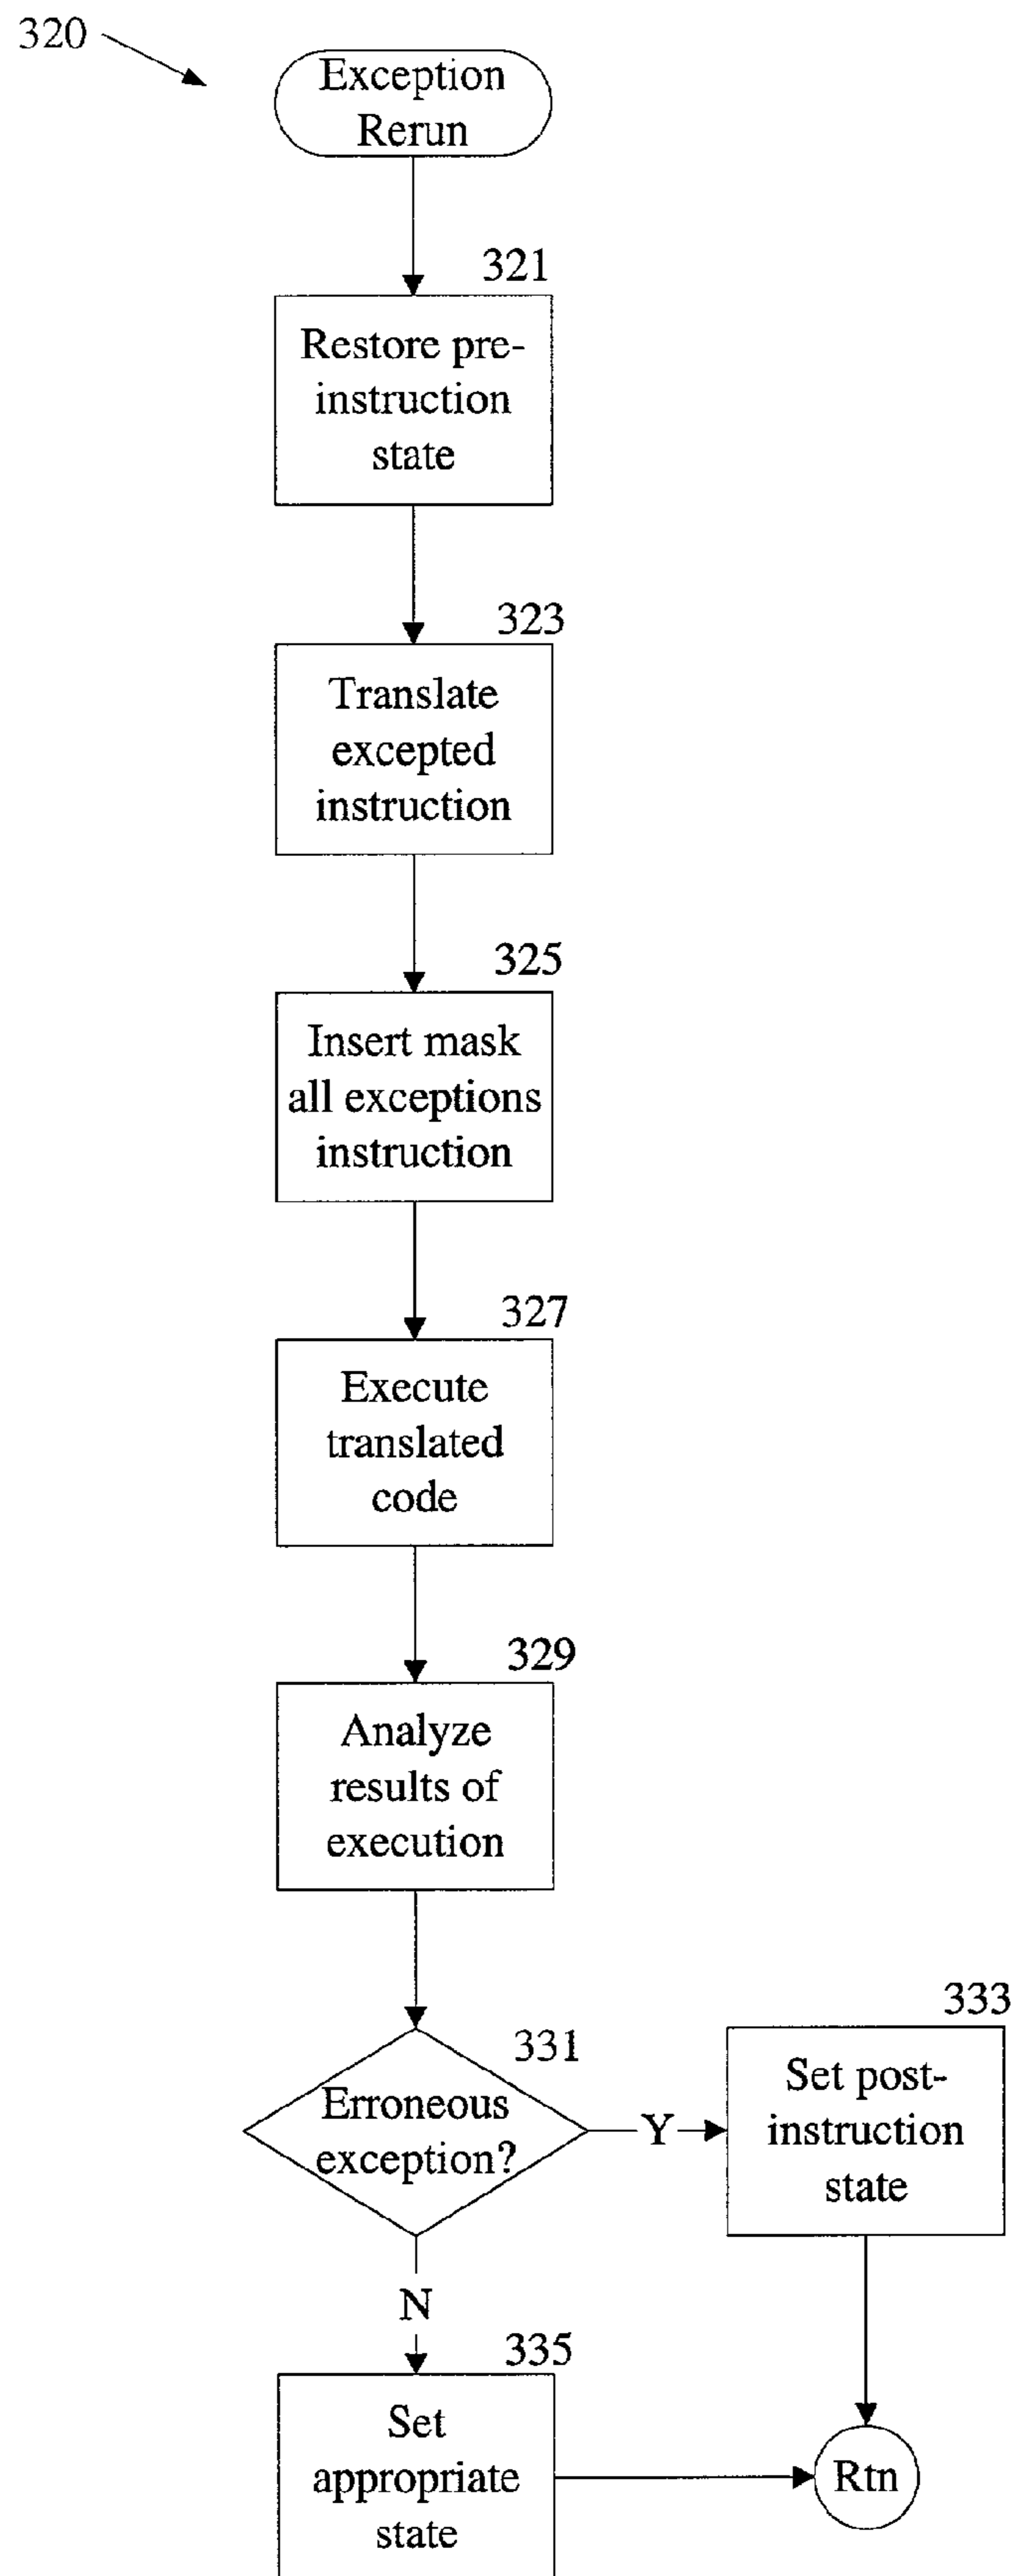 320
Exception
Rerun
321
Restore pre-
instruction
state
323
Translate
excepted
instruction
325
Insert mask
all exceptions
instruction
327
Execute
translated
code
329
Analyze
results of
execution
331
Erroneous
exception?
Y
333
Set post-
instruction
state
N
335
Set
appropriate
state
Rtn